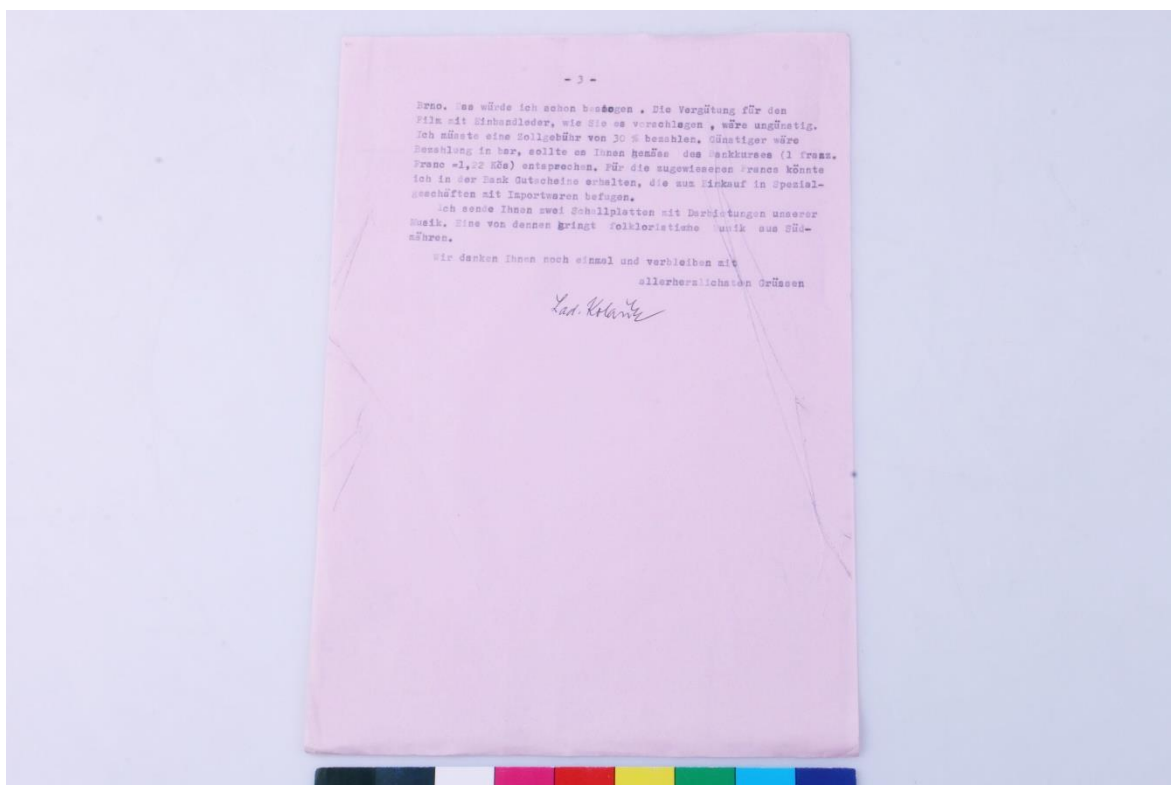 - 3 -
Brno. Das würde ich schon besorgen . Die Vergütung für den
Film mit Einbandleder, wie Sie es vorschlagen , wäre ungünstig.
Ich müsste eine Zollgebühr von 30 % bezahlen. Günstiger wäre
Bezahlung in bar, sollte es Ihnen gemäss des Bankkurses (1 franz.
Franc =1,22 Kčs) entsprechen. Für die zugewiesenen Francs könnte
ich in der Bank Gutscheine erhalten, die zum Einkauf in Spezial-
geschäften mit Importwaren befugen.
Ich sende Ihnen zwei Schallplatten mit Darbietungen unserer
Musik. Eine von dennen bringt folkloristische Musik aus Süd-
mähren.
Wir danken Ihnen noch einmal und verbleiben mit
allerherzlichsten Grüssen
Lad.